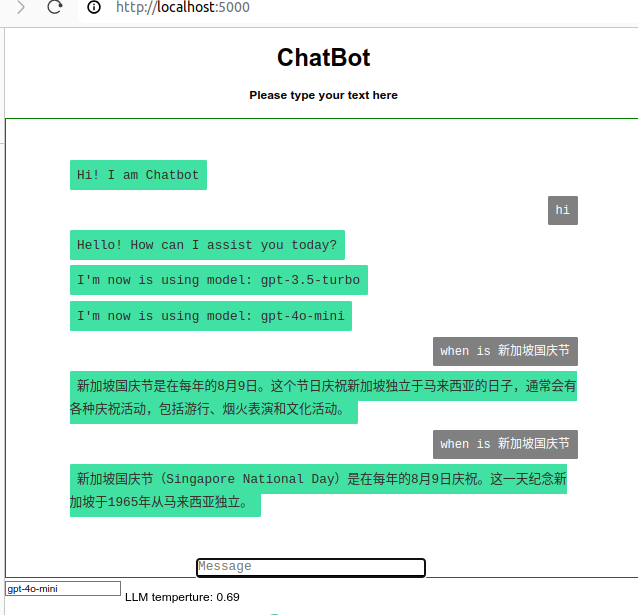 http://localhost:5000
ChatBot
Please type your text here
Hi! I am Chatbot
hi
Hello! How can I assist you today?
I'm now is using model: gpt-3.5-turbo
I'm now is using model: gpt-4o-mini
when is 新加坡国庆节
新加坡国庆节是在每年的8月9日。这个节日庆祝新加坡独立于马来西亚的日子，通常会有
各种庆祝活动，包括游行、烟火表演和文化活动。
when is 新加坡国庆节
新加坡国庆节（Singapore National Day）是在每年的8月9日庆祝。这一天纪念新
加坡于1965年从马来西亚独立。
Message
gpt-4o-mini
LLM temperture: 0.69